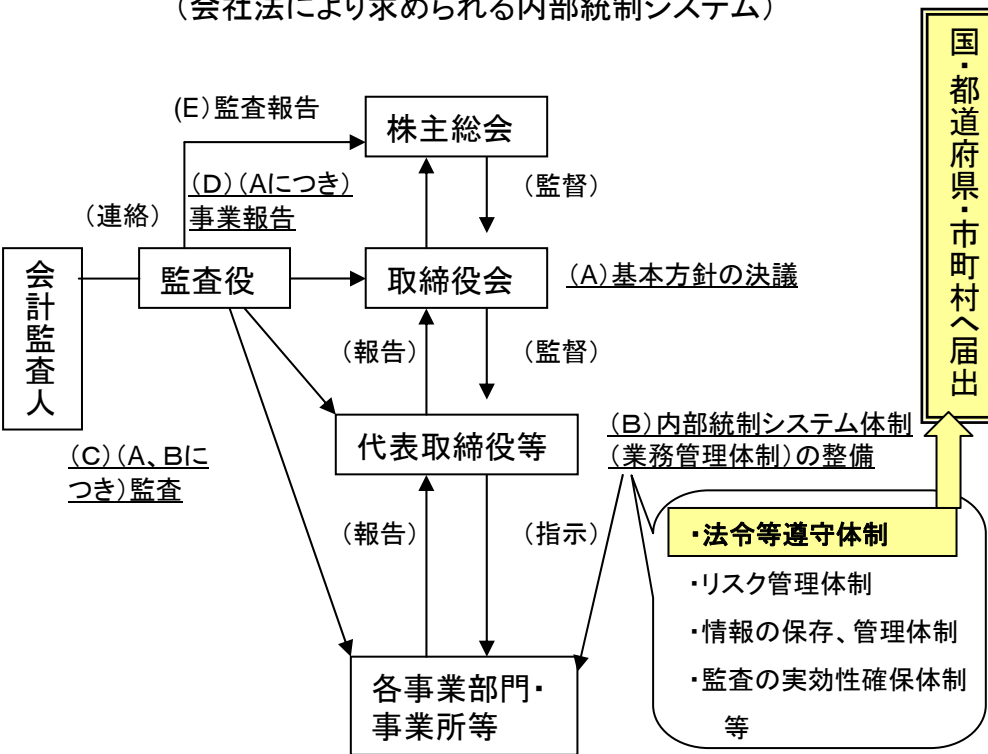 (会社法により求められる内部統制システム)
国・都道府県・市町村へ届出
(E)監査報告
株主総会
(D)(Aにつき)
事業報告
(監督)
(連絡)
会計監査人
監査役
取締役会
(A)基本方針の決議
(報告)
(監督)
代表取締役等
(B)内部統制システム体制
(業務管理体制)の整備
(C)(A、Bに
つき)監査
(報告)
(指示)
・法令等遵守体制
・リスク管理体制
・情報の保存、管理体制
・監査の実効性確保体制
等
各事業部門・
事業所等